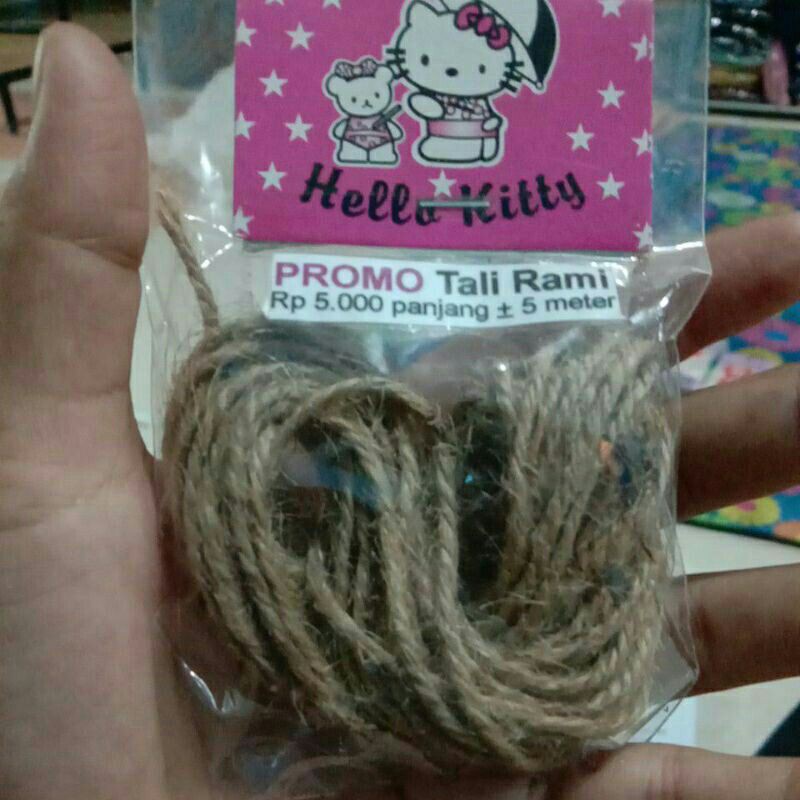 Hello Kitty
PROMO Tali Rami
Rp 5.000 panjang ± 5 meter